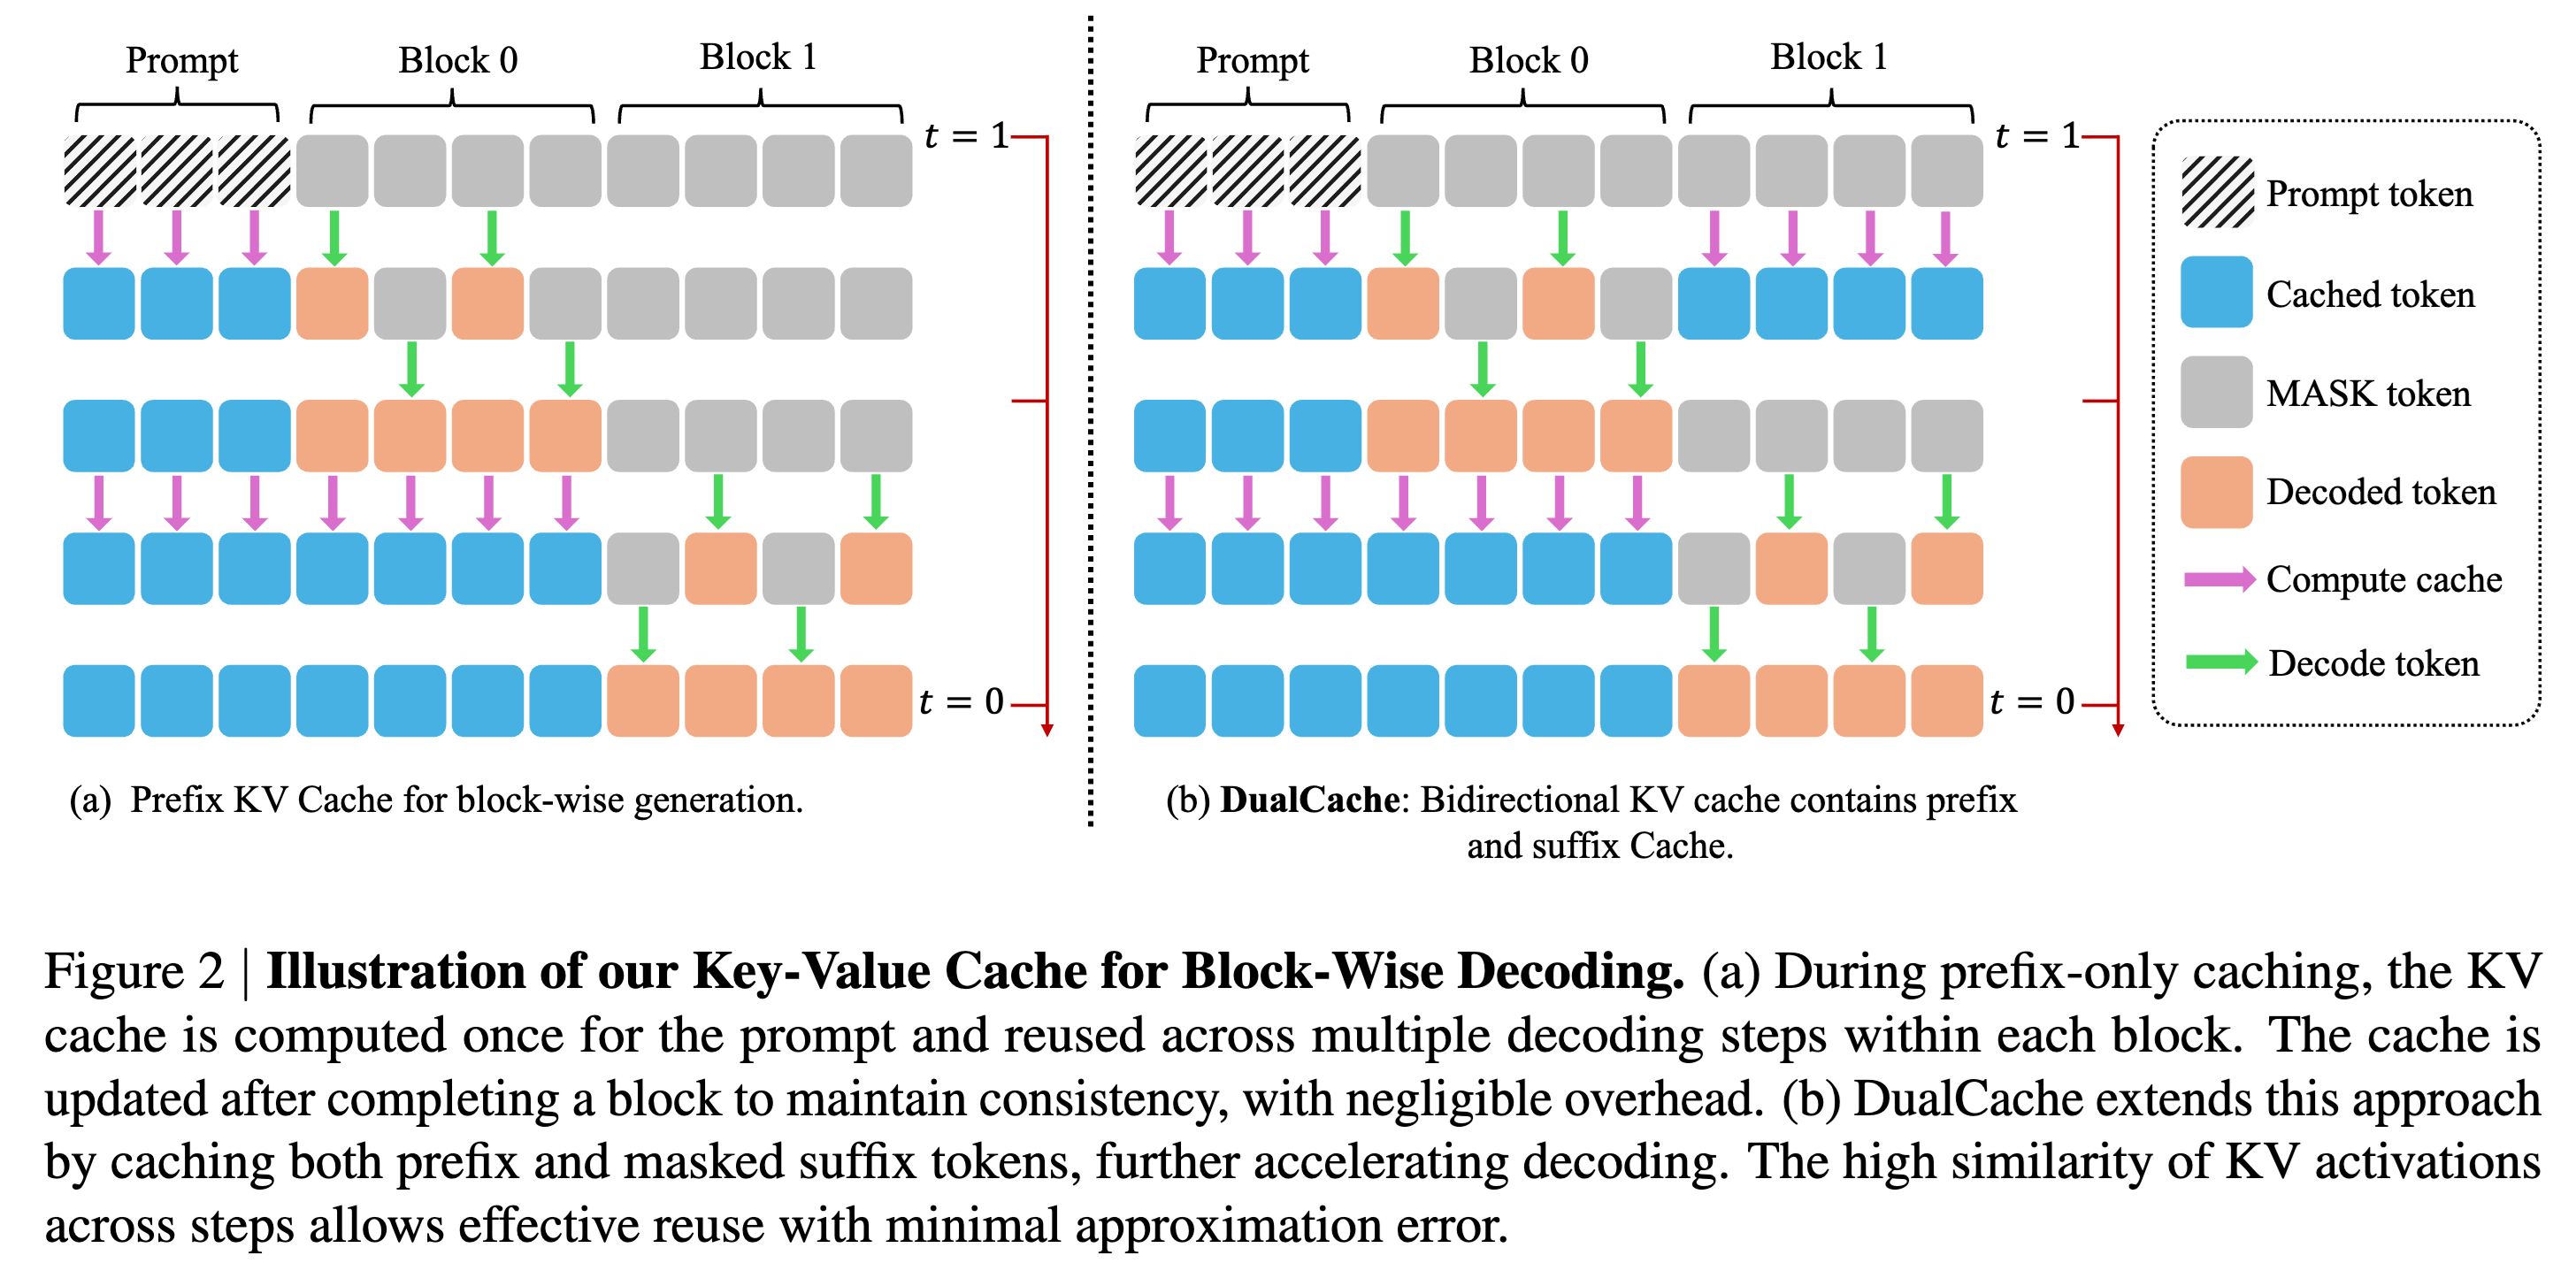 Prompt
Block 0
Block 1
t = 1
t = 0
(a) Prefix KV Cache for block-wise generation.
Prompt
Block 0
Block 1
t = 1
t = 0
(b) DualCache: Bidirectional KV cache contains prefix
and suffix Cache.
Prompt token
Cached token
MASK token
Decoded token
Compute cache
Decode token
Figure 2 | Illustration of our Key-Value Cache for Block-Wise Decoding. (a) During prefix-only caching, the KV
cache is computed once for the prompt and reused across multiple decoding steps within each block. The cache is
updated after completing a block to maintain consistency, with negligible overhead. (b) DualCache extends this approach
by caching both prefix and masked suffix tokens, further accelerating decoding. The high similarity of KV activations
across steps allows effective reuse with minimal approximation error.